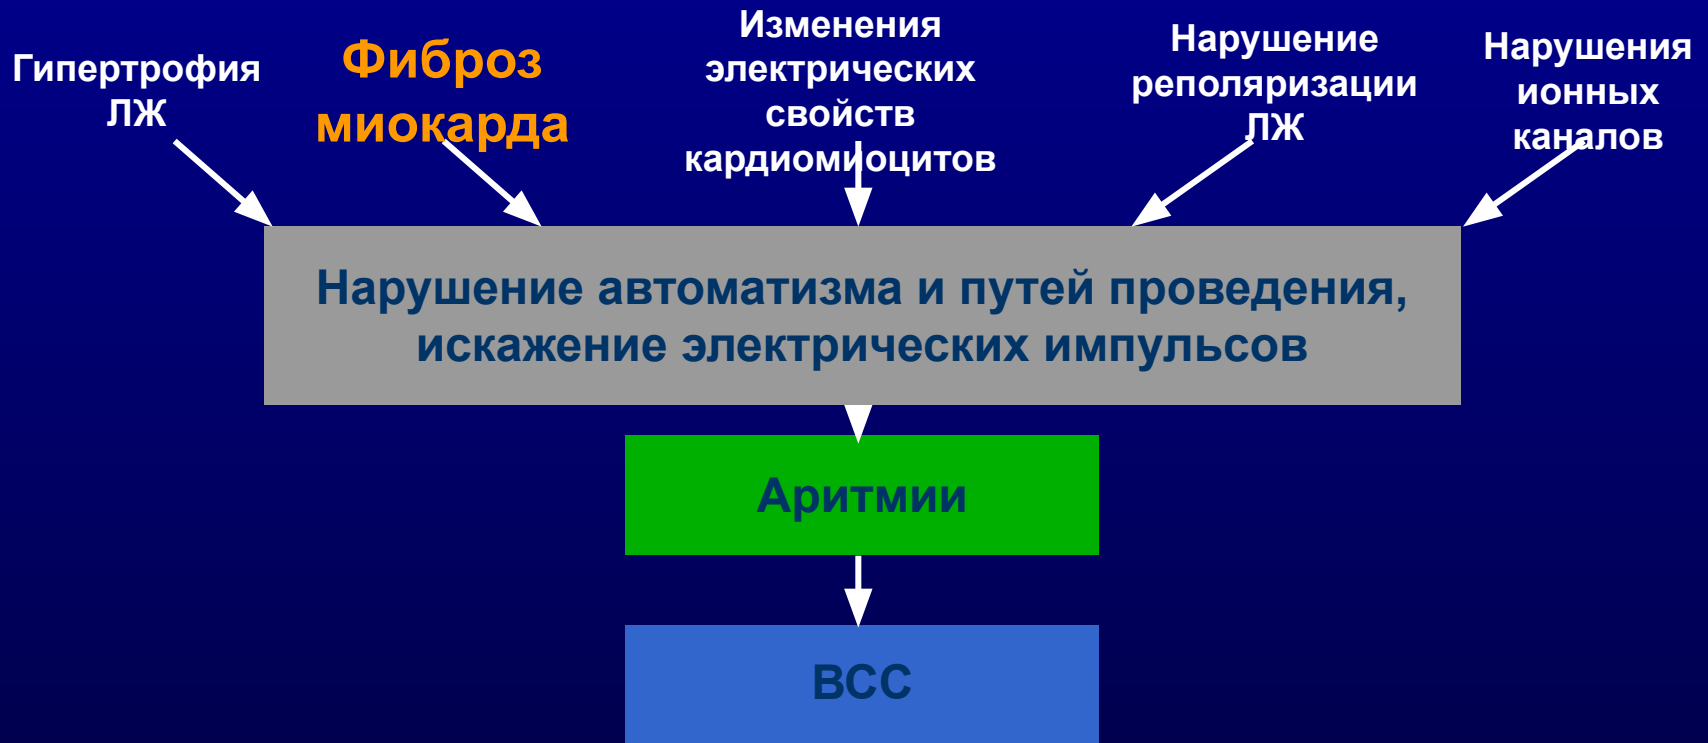 Гипертрофия
ЛЖ
Фиброз
миокарда
Изменения
электрических
свойств
кардиомиоцитов
Нарушение
реполяризации
ЛЖ
Нарушения
ионных
каналов
Нарушение автоматизма и путей проведения,
искажение электрических импульсов
Аритмии
ВСС